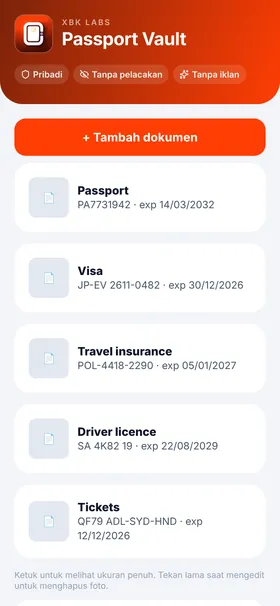 XBK LABS
Passport Vault
Pribadi
Tanpa pelacakan
Tanpa iklan
+ Tambah dokumen
Passport
PA7731942 · exp 14/03/2032
Visa
JP-EV 2611-0482 · exp 30/12/2026
Travel insurance
POL-4418-2290 · exp 05/01/2027
Driver licence
SA 4K82 19 · exp 22/08/2029
Tickets
QF79 ADL-SYD-HND · exp
12/12/2026
Ketuk untuk melihat ukuran penuh. Tekan lama saat mengedit
untuk menghapus foto.